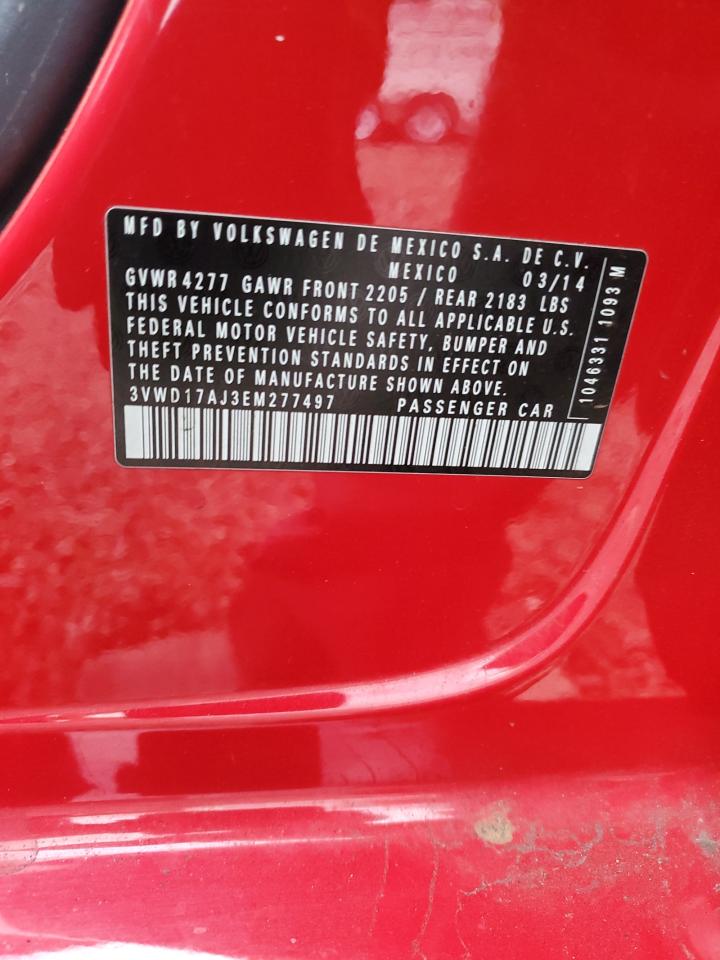 MFD BY VOLKSWAGEN DE MEXICO S.A. DE C.V.
MEXICO 03/14
GVWR 4277 GAWR FRONT 2205 / REAR 2183 LBS
THIS VEHICLE CONFORMS TO ALL APPLICABLE U.S.
FEDERAL MOTOR VEHICLE SAFETY, BUMPER AND
THEFT PREVENTION STANDARDS IN EFFECT ON
THE DATE OF MANUFACTURE SHOWN ABOVE.
3VWD17AJ3EM277497 PASSENGER CAR
1046331 1093 M